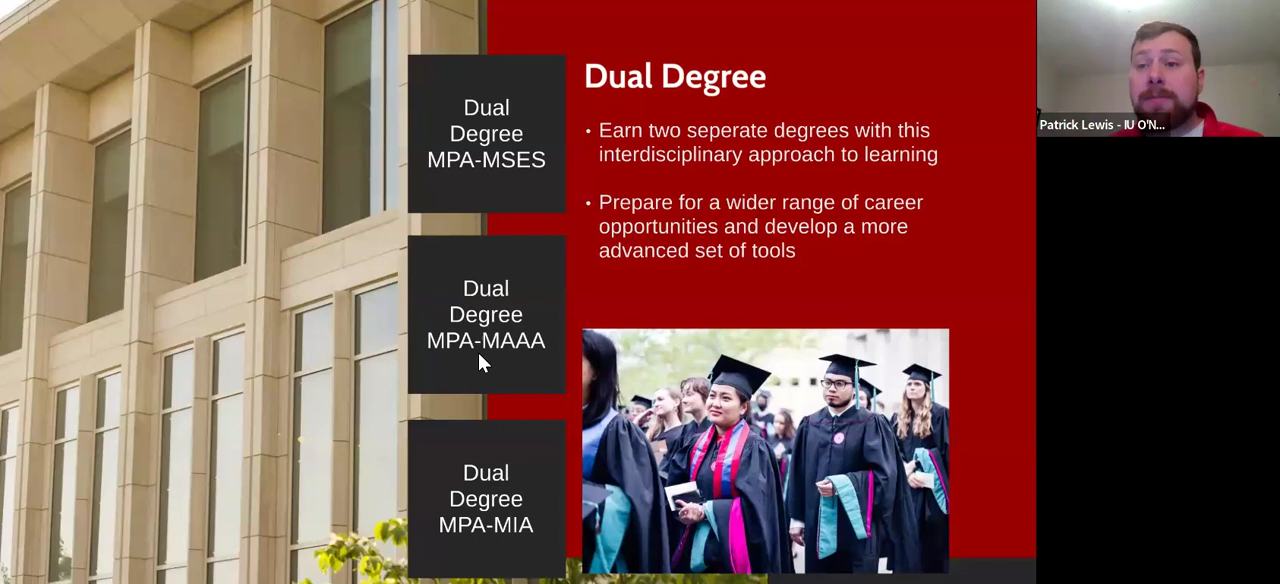 Dual
Degree
MPA-MSES
Dual
Degree
MPA-MAAA
Dual
Degree
MPA-MIA
Dual Degree
• Earn two seperate degrees with this
interdisciplinary approach to learning
• Prepare for a wider range of career
opportunities and develop a more
advanced set of tools
Patrick Lewis - IU O'N...